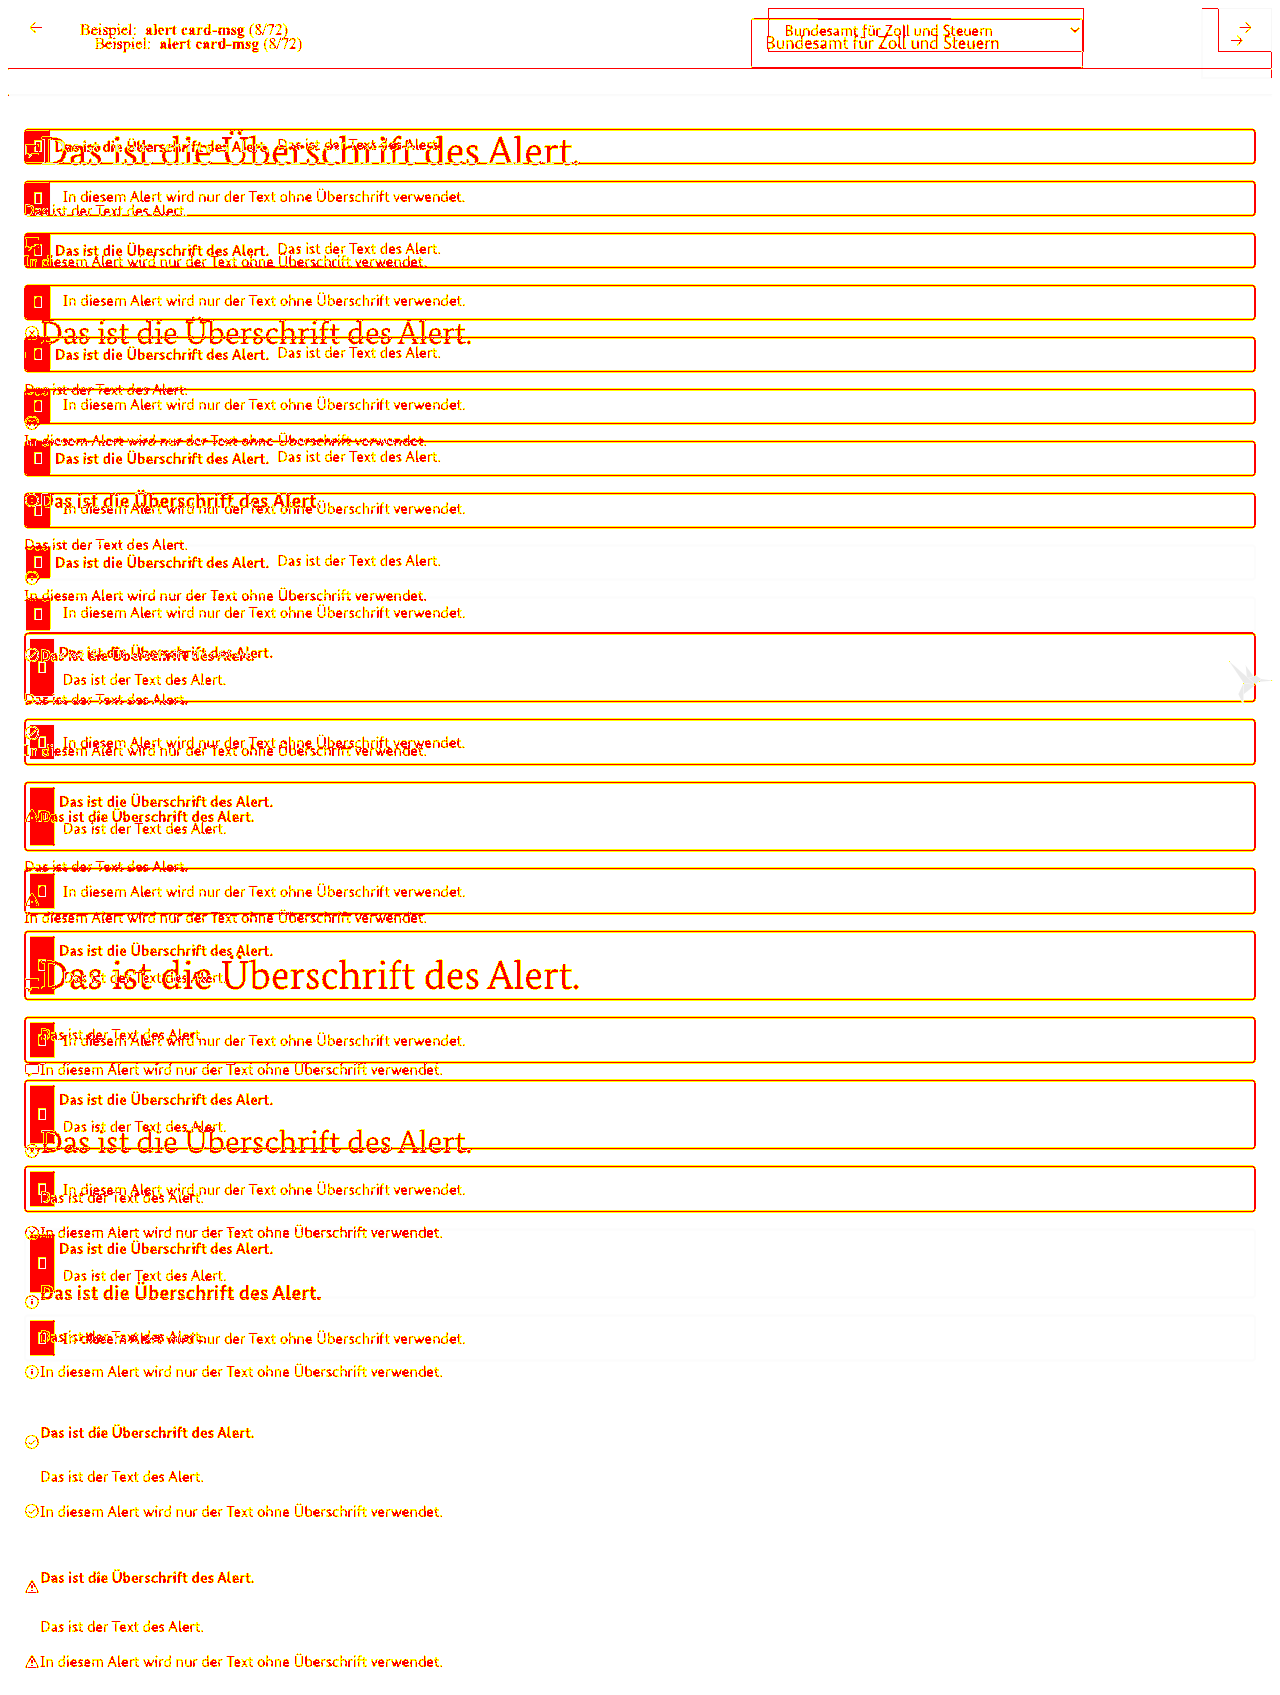 Beispiel: alert card-msg (8/72)
Bundesamt für Zoll und Steuern
Beispiel: alert card-msg (8/72)
Bundesamt für Zoll und Steuern
Das ist die Überschrift des Alert.
Das ist die Überschrift des Alert. Das ist der Text des Alert.
In diesem Alert wird nur der Text ohne Überschrift verwendet.
Das ist der Text des Alert.
Das ist die Überschrift des Alert. Das ist der Text des Alert.
In diesem Alert wird nur der Text ohne Überschrift verwendet.
In diesem Alert wird nur der Text ohne Überschrift verwendet.
Das ist die Überschrift des Alert.
Das ist die Überschrift des Alert. Das ist der Text des Alert.
Das ist der Text des Alert.
In diesem Alert wird nur der Text ohne Überschrift verwendet.
In diesem Alert wird nur der Text ohne Überschrift verwendet.
Das ist die Überschrift des Alert. Das ist der Text des Alert.
Das ist die Überschrift des Alert.
In diesem Alert wird nur der Text ohne Überschrift verwendet.
Das ist der Text des Alert.
Das ist die Überschrift des Alert. Das ist der Text des Alert.
In diesem Alert wird nur der Text ohne Überschrift verwendet.
In diesem Alert wird nur der Text ohne Überschrift verwendet.
Das ist die Überschrift des Alert.
Das ist die Überschrift des Alert.
Das ist der Text des Alert.
Das ist der Text des Alert.
In diesem Alert wird nur der Text ohne Überschrift verwendet.
In diesem Alert wird nur der Text ohne Überschrift verwendet.
Das ist die Überschrift des Alert.
Das ist die Überschrift des Alert.
Das ist der Text des Alert.
Das ist der Text des Alert.
In diesem Alert wird nur der Text ohne Überschrift verwendet.
In diesem Alert wird nur der Text ohne Überschrift verwendet.
Das ist die Überschrift des Alert.
Das ist die Überschrift des Alert.
Das ist der Text des Alert.
Das ist der Text des Alert.
In diesem Alert wird nur der Text ohne Überschrift verwendet.
In diesem Alert wird nur der Text ohne Überschrift verwendet.
Das ist die Überschrift des Alert.
Das ist der Text des Alert.
Das ist die Überschrift des Alert.
In diesem Alert wird nur der Text ohne Überschrift verwendet.
Das ist der Text des Alert.
In diesem Alert wird nur der Text ohne Überschrift verwendet.
Das ist die Überschrift des Alert.
Das ist der Text des Alert.
Das ist die Überschrift des Alert.
Das ist der Text des Alert.
In diesem Alert wird nur der Text ohne Überschrift verwendet.
In diesem Alert wird nur der Text ohne Überschrift verwendet.
Das ist die Überschrift des Alert.
Das ist der Text des Alert.
In diesem Alert wird nur der Text ohne Überschrift verwendet.
Das ist die Überschrift des Alert.
Das ist der Text des Alert.
In diesem Alert wird nur der Text ohne Überschrift verwendet.